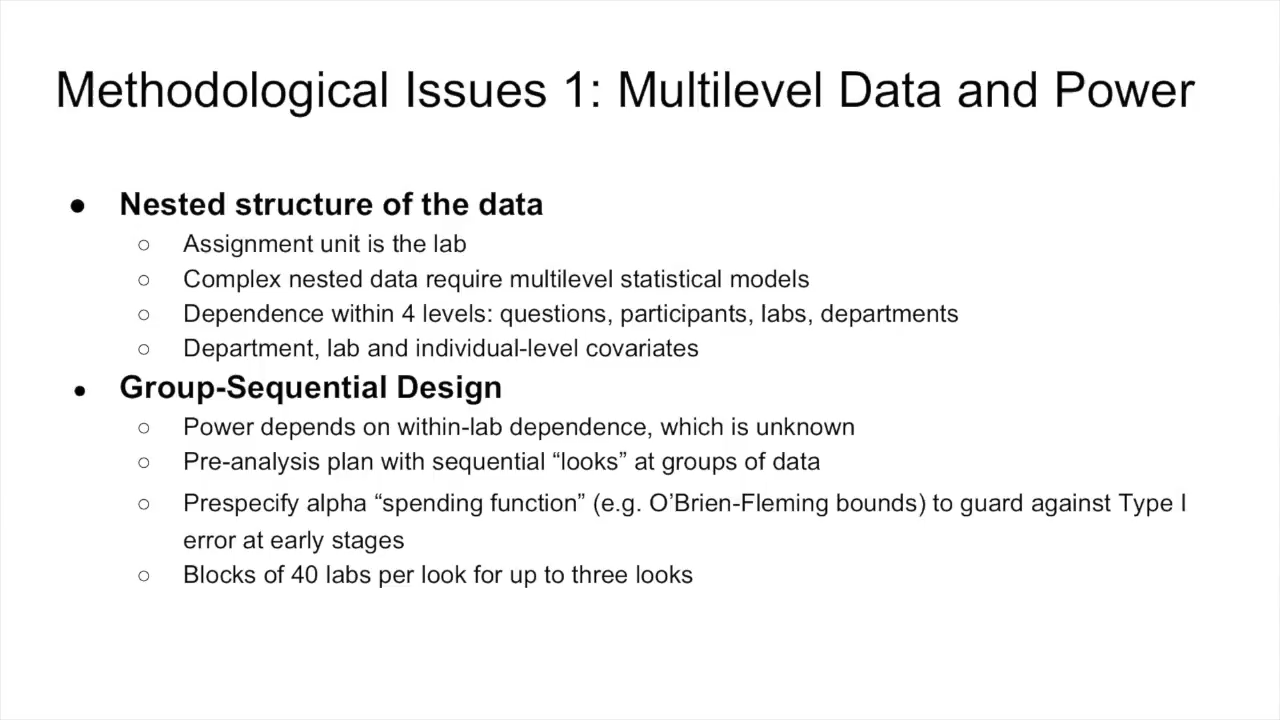 Methodological Issues 1: Multilevel Data and Power
● Nested structure of the data
○ Assignment unit is the lab
○ Complex nested data require multilevel statistical models
○ Dependence within 4 levels: questions, participants, labs, departments
○ Department, lab and individual-level covariates
● Group-Sequential Design
○ Power depends on within-lab dependence, which is unknown
○ Pre-analysis plan with sequential “looks” at groups of data
○ Prespecify alpha “spending function” (e.g. O’Brien-Fleming bounds) to guard against Type I
error at early stages
○ Blocks of 40 labs per look for up to three looks